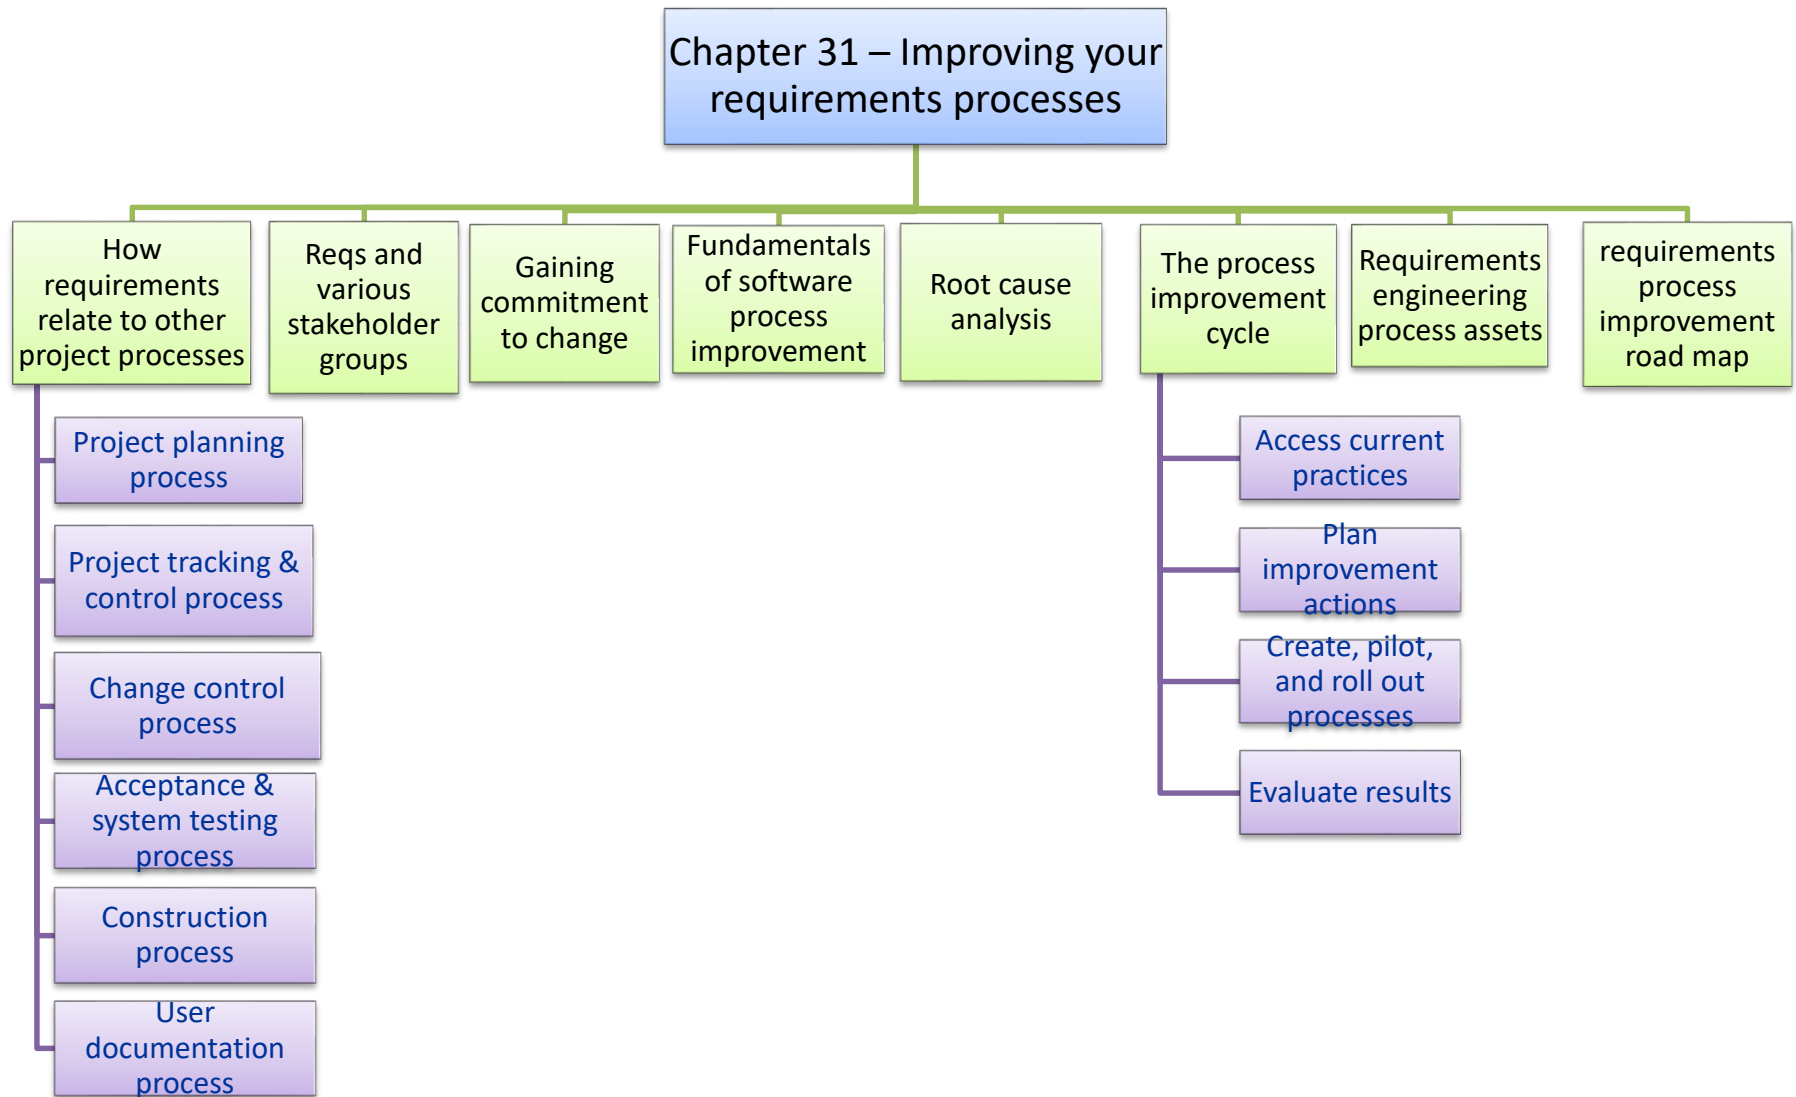 Chapter 31 – Improving your
requirements processes
How
requirements
relate to other
project processes
Reqs and
various
stakeholder
groups
Gaining
commitment
to change
Fundamentals
of software
process
improvement
Root cause
analysis
The process
improvement
cycle
Requirements
engineering
process assets
requirements
process
improvement
road map
Project planning
process
Project tracking &
control process
Change control
process
Acceptance &
system testing
process
Construction
process
User
documentation
process
Access current
practices
Plan
improvement
actions
Create, pilot,
and roll out
processes
Evaluate results